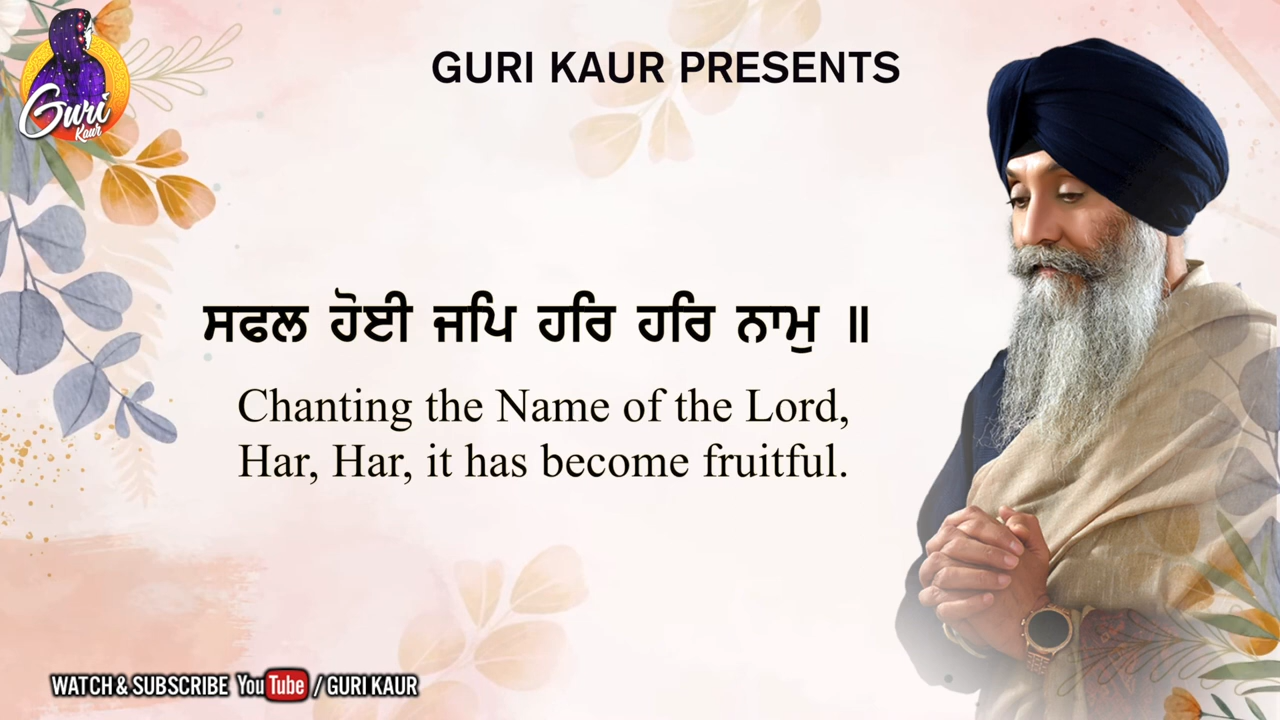 Guri
Kaur
GURI KAUR PRESENTS
ਸਫਲ ਹੋਈ ਜਪਿ ਹਰਿ ਹਰਿ ਨਾਮੁ ॥
Chanting the Name of the Lord,
Har, Har, it has become fruitful.
WATCH & SUBSCRIBE YouTube / GURI KAUR